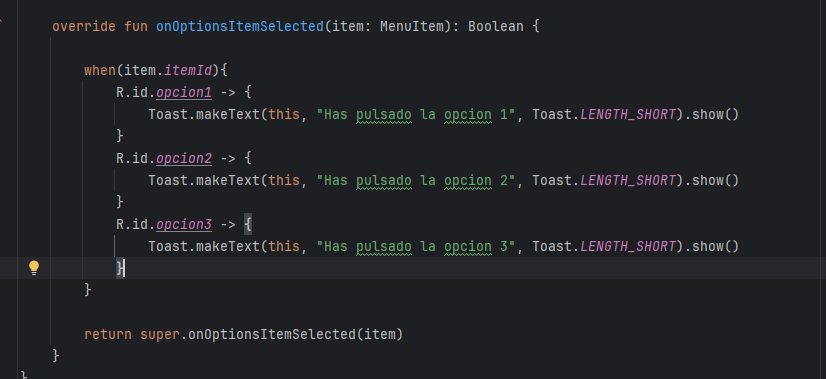 override fun onOptionsItemSelected(item: MenuItem): Boolean {
when(item.itemId){
R.id.opcion1 -> {
Toast.makeText(this, "Has pulsado la opcion 1", Toast.LENGTH_SHORT).show()
}
R.id.opcion2 -> {
Toast.makeText(this, "Has pulsado la opcion 2", Toast.LENGTH_SHORT).show()
}
R.id.opcion3 -> {
Toast.makeText(this, "Has pulsado la opcion 3", Toast.LENGTH_SHORT).show()
}
}
return super.onOptionsItemSelected(item)
}
}